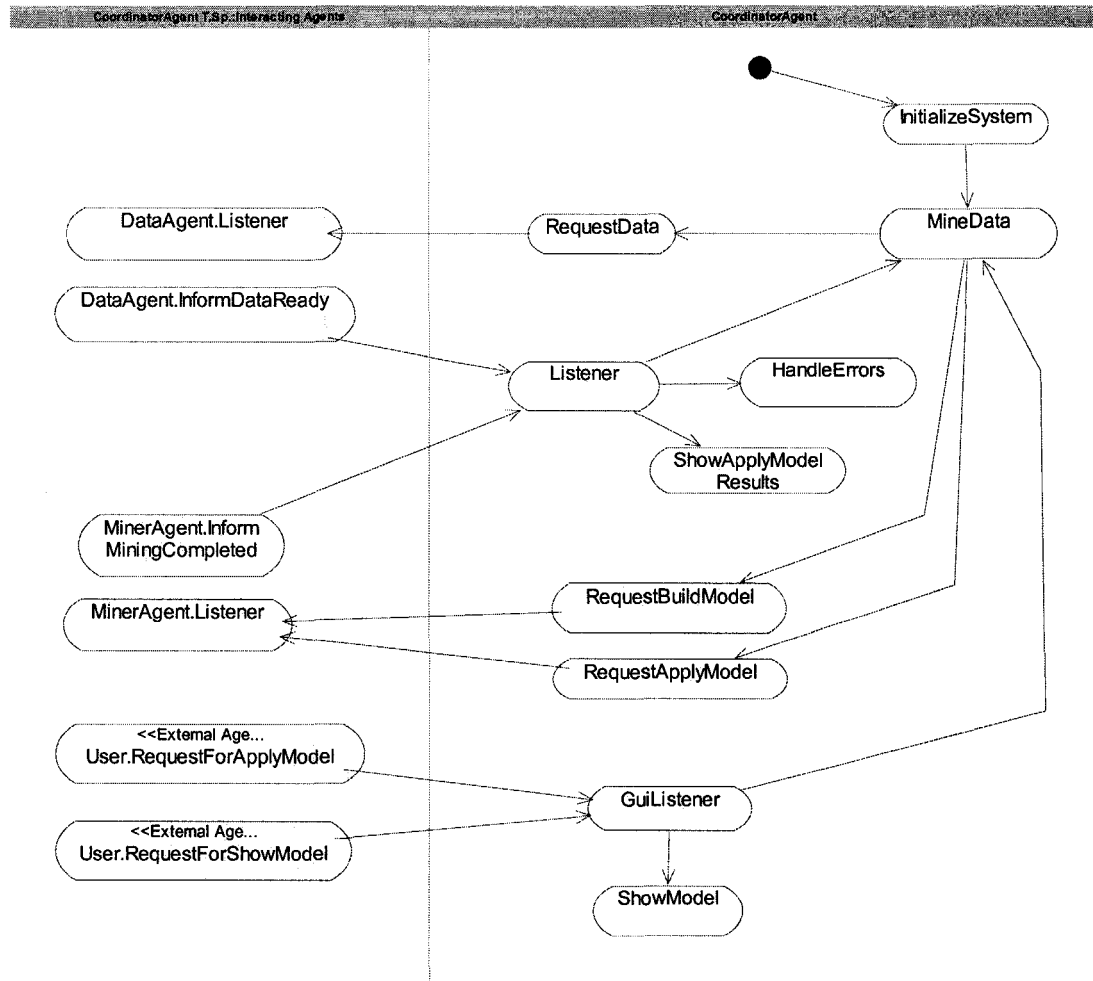 CoordinatorAgent T.Sp.:Interacting Agents
CoordinatorAgent
InitializeSystem
DataAgent.Listener
RequestData
MineData
DataAgent.InformDataReady
Listener
HandleErrors
ShowApplyModel
Results
MinerAgent.Inform
MiningCompleted
MinerAgent.Listener
RequestBuildModel
RequestApplyModel
<<External Age...
User.RequestForApplyModel
GuiListener
<<External Age...
User.RequestForShowModel
ShowModel